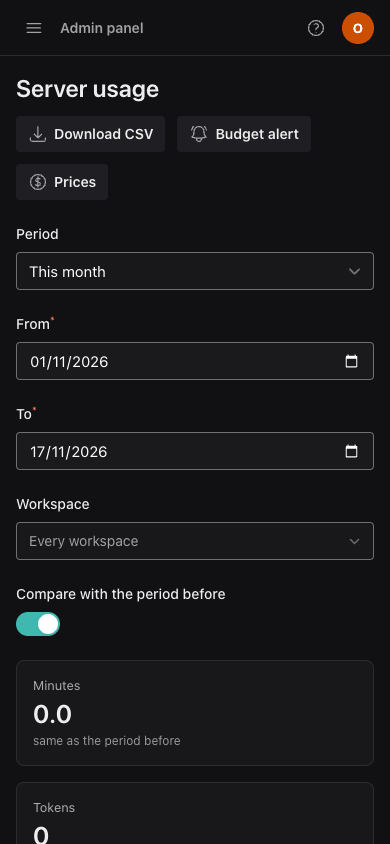 Admin panel
O
Server usage
Download CSV
Budget alert
Prices
Period
This month
From*
01/11/2026
To*
17/11/2026
Workspace
Every workspace
Compare with the period before
Minutes
0.0
same as the period before
Tokens
0